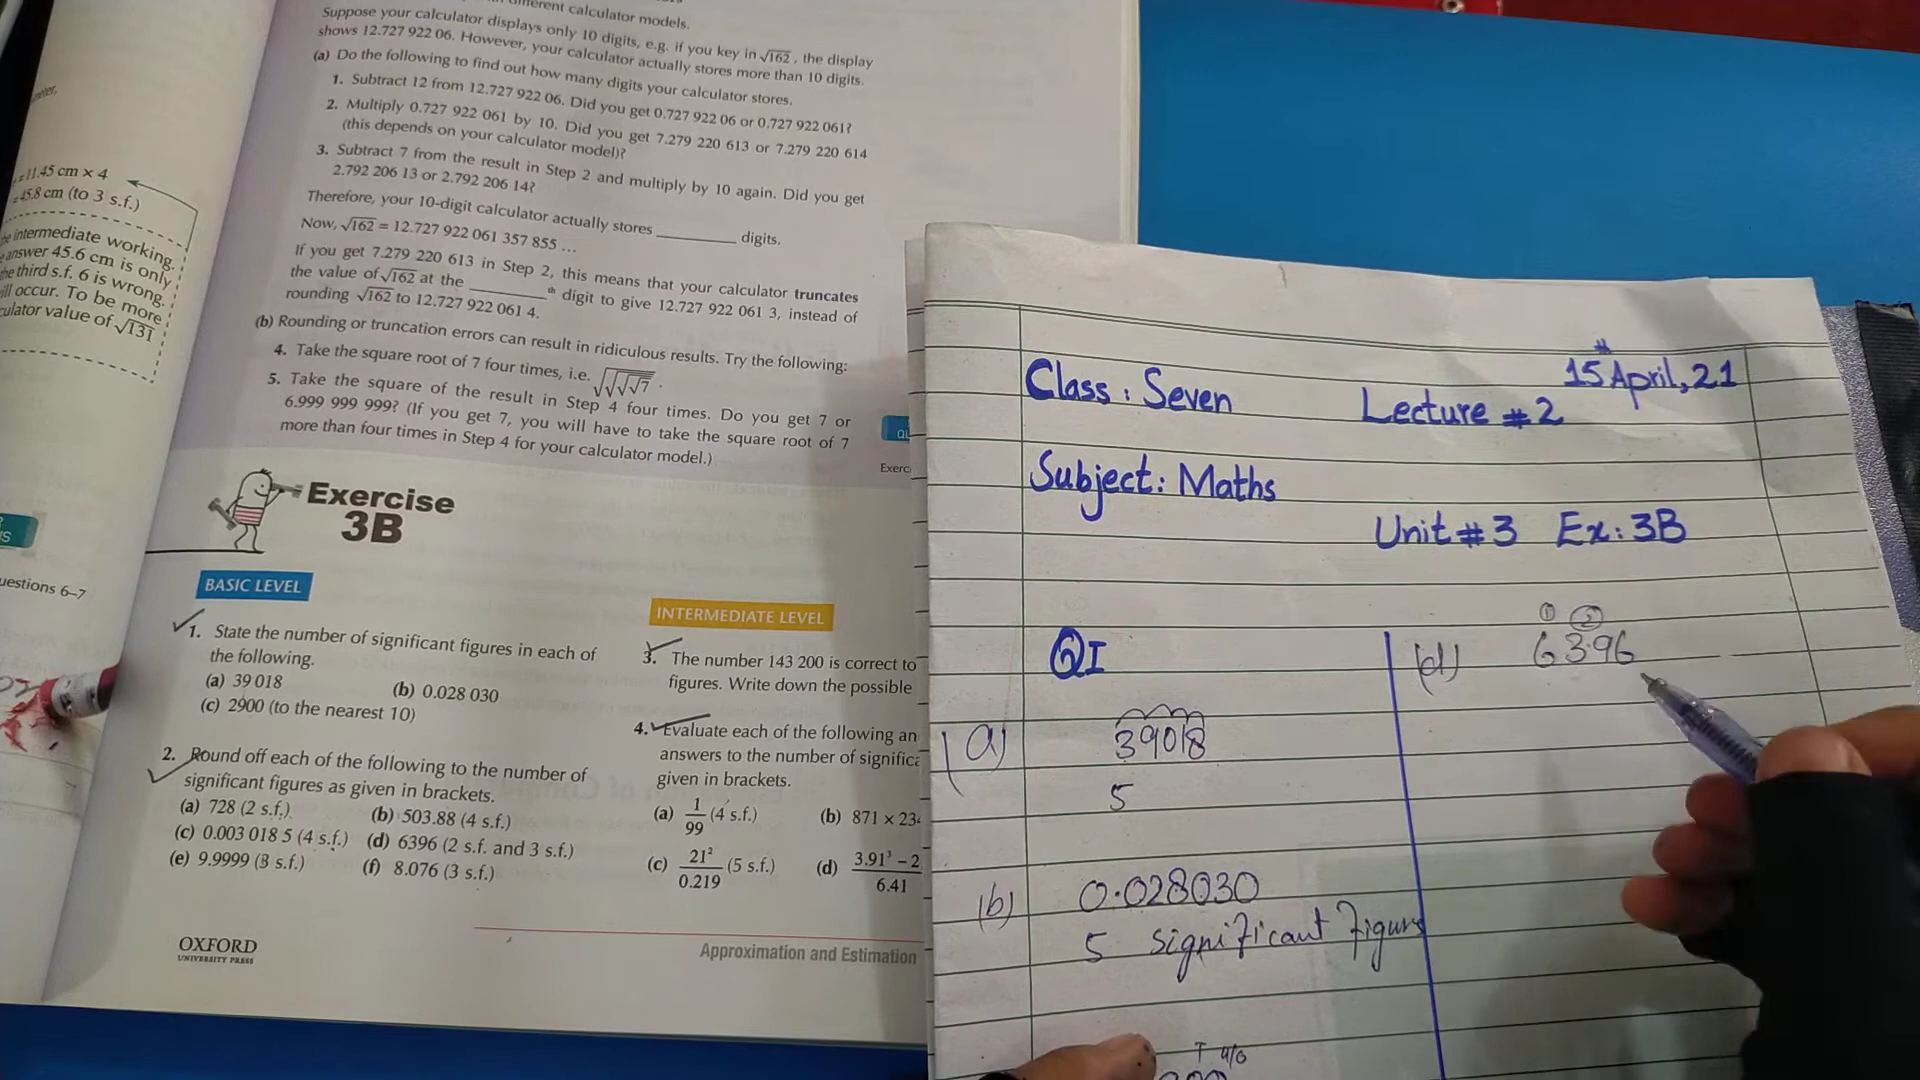 different calculator models.
Suppose your calculator displays only 10 digits, e.g. if you key in √162, the display
shows 12.727 922 06. However, your calculator actually stores more than 10 digits.
(a) Do the following to find out how many digits your calculator stores.
1. Subtract 12 from 12.727 922 06. Did you get 0.727 922 06 or 0.727 922 061?
2. Multiply 0.727 922 061 by 10. Did you get 7.279 220 613 or 7.279 220 614
(this depends on your calculator model)?
3. Subtract 7 from the result in Step 2 and multiply by 10 again. Did you get
2.792 206 13 or 2.792 206 14?
Therefore, your 10-digit calculator actually stores ________ digits.
Now, √162 = 12.727 922 061 357 855 ...
If you get 7.279 220 613 in Step 2, this means that your calculator truncates
the value of √162 at the ________th digit to give 12.727 922 061 3, instead of
rounding √162 to 12.727 922 061 4.
(b) Rounding or truncation errors can result in ridiculous results. Try the following:
4. Take the square root of 7 four times, i.e. √√√√7 .
5. Take the square of the result in Step 4 four times. Do you get 7 or
6.999 999 999? (If you get 7, you will have to take the square root of 7
more than four times in Step 4 for your calculator model.)
= 11.45 cm × 4
= 45.8 cm (to 3 s.f.)
intermediate working.
answer 45.6 cm is only
the third s.f. 6 is wrong.
will occur. To be more
value of √131
Questions 6–7
Exercise
3B
BASIC LEVEL
1. State the number of significant figures in each of
the following.
(a) 39 018
(b) 0.028 030
(c) 2900 (to the nearest 10)
2. Round off each of the following to the number of
significant figures as given in brackets.
(a) 728 (2 s.f.)
(b) 503.88 (4 s.f.)
(c) 0.003 018 5 (4 s.f.)
(d) 6396 (2 s.f. and 3 s.f.)
(e) 9.9999 (3 s.f.)
(f) 8.076 (3 s.f.)
INTERMEDIATE LEVEL
3. The number 143 200 is correct to
figures. Write down the possible
4. Evaluate each of the following an
answers to the number of significa
given in brackets.
(a) 1/99 (4 s.f.)
(b) 871 × 234
(c) 21²/0.219 (5 s.f.)
(d) 3.91³ – 2
6.41
OXFORD
UNIVERSITY PRESS
Approximation and Estimation
15th April, 21
Class : Seven
Lecture # 2
Subject: Maths
Unit # 3 Ex: 3B
QI
(a) 39018
5
(b) 0.028030
5 significant figure
(d) 6396
① ②